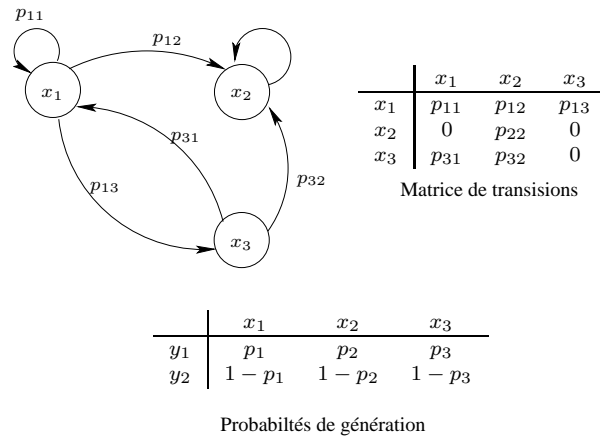 p11
p12
x1
x2
p31
p13
p32
x3
x1 x2 x3
x1 p11 p12 p13
x2 0 p22 0
x3 p31 p32 0
Matrice de transisions
x1 x2 x3
y1 p1 p2 p3
y2 1 − p1 1 − p2 1 − p3
Probabiltés de génération